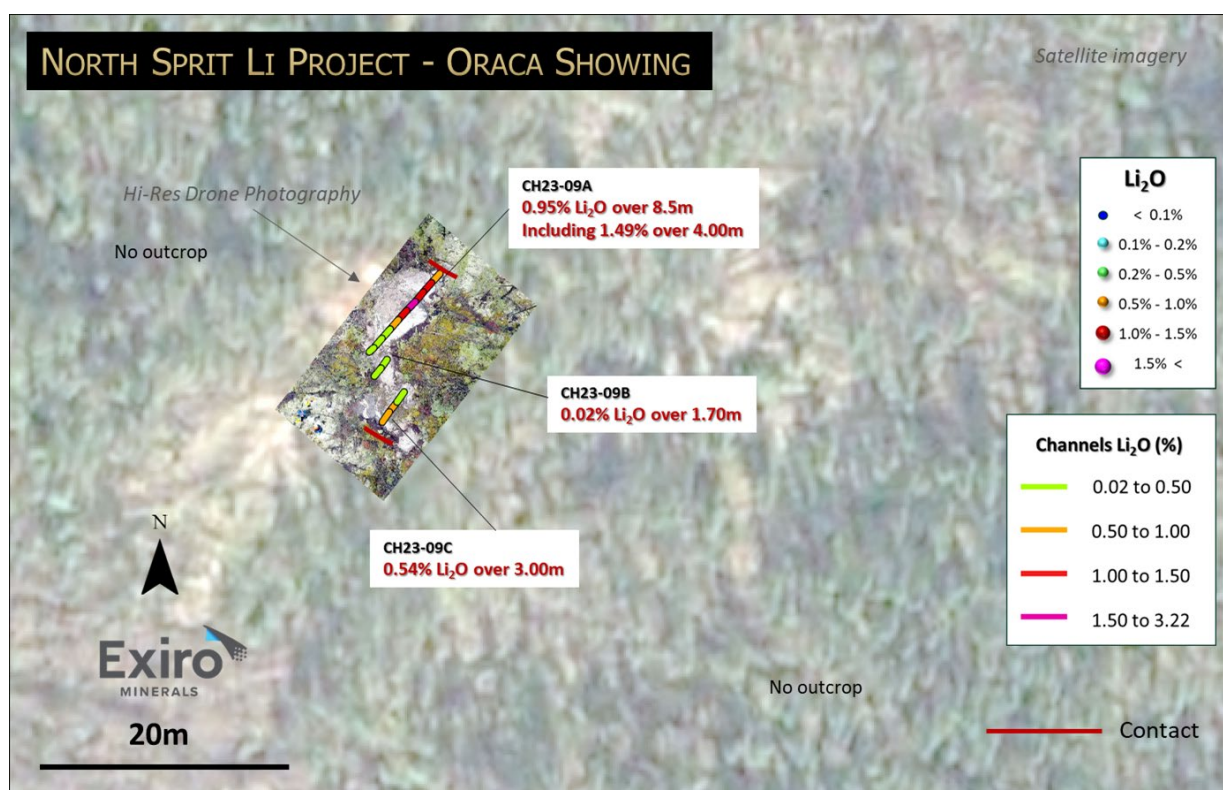 NORTH SPRIT LI PROJECT - ORACA SHOWING
Satellite imagery
Hi-Res Drone Photography
No outcrop
CH23-09A
0.95% Li₂O over 8.5m
Including 1.49% over 4.00m
CH23-09B
0.02% Li₂O over 1.70m
CH23-09C
0.54% Li₂O over 3.00m
Li₂O
< 0.1%
0.1% - 0.2%
0.2% - 0.5%
0.5% - 1.0%
1.0% - 1.5%
1.5% <
Channels Li₂O (%)
0.02 to 0.50
0.50 to 1.00
1.00 to 1.50
1.50 to 3.22
N
Exiro
MINERALS
20m
No outcrop
Contact